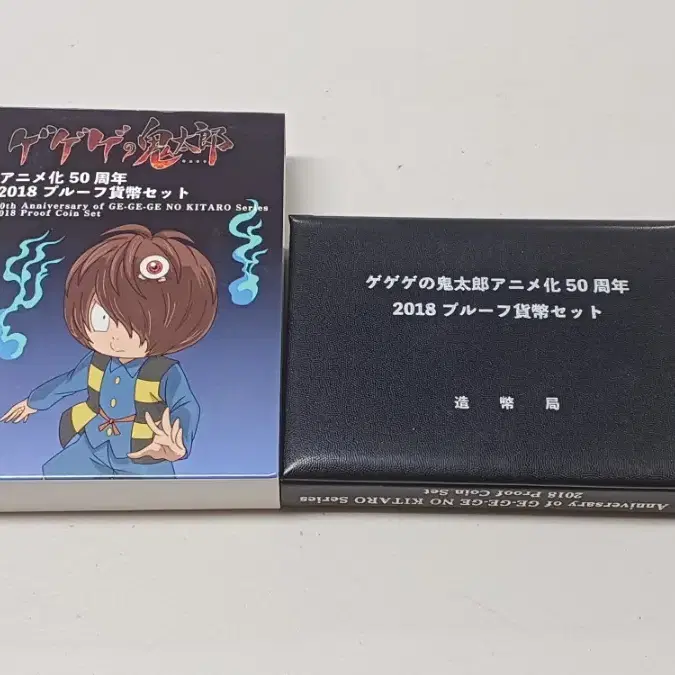 ゲゲゲの鬼太郎
アニメ化 50 周年
2018 プルーフ貨幣セット
0th Anniversary of GE-GE-GE NO KITARO Series
2018 Proof Coin Set
ゲゲゲの鬼太郎アニメ化 50 周年
2018 プルーフ貨幣セット
造幣局
Anniversary of GE-GE-GE NO KITARO Series
2018 Proof Coin Set